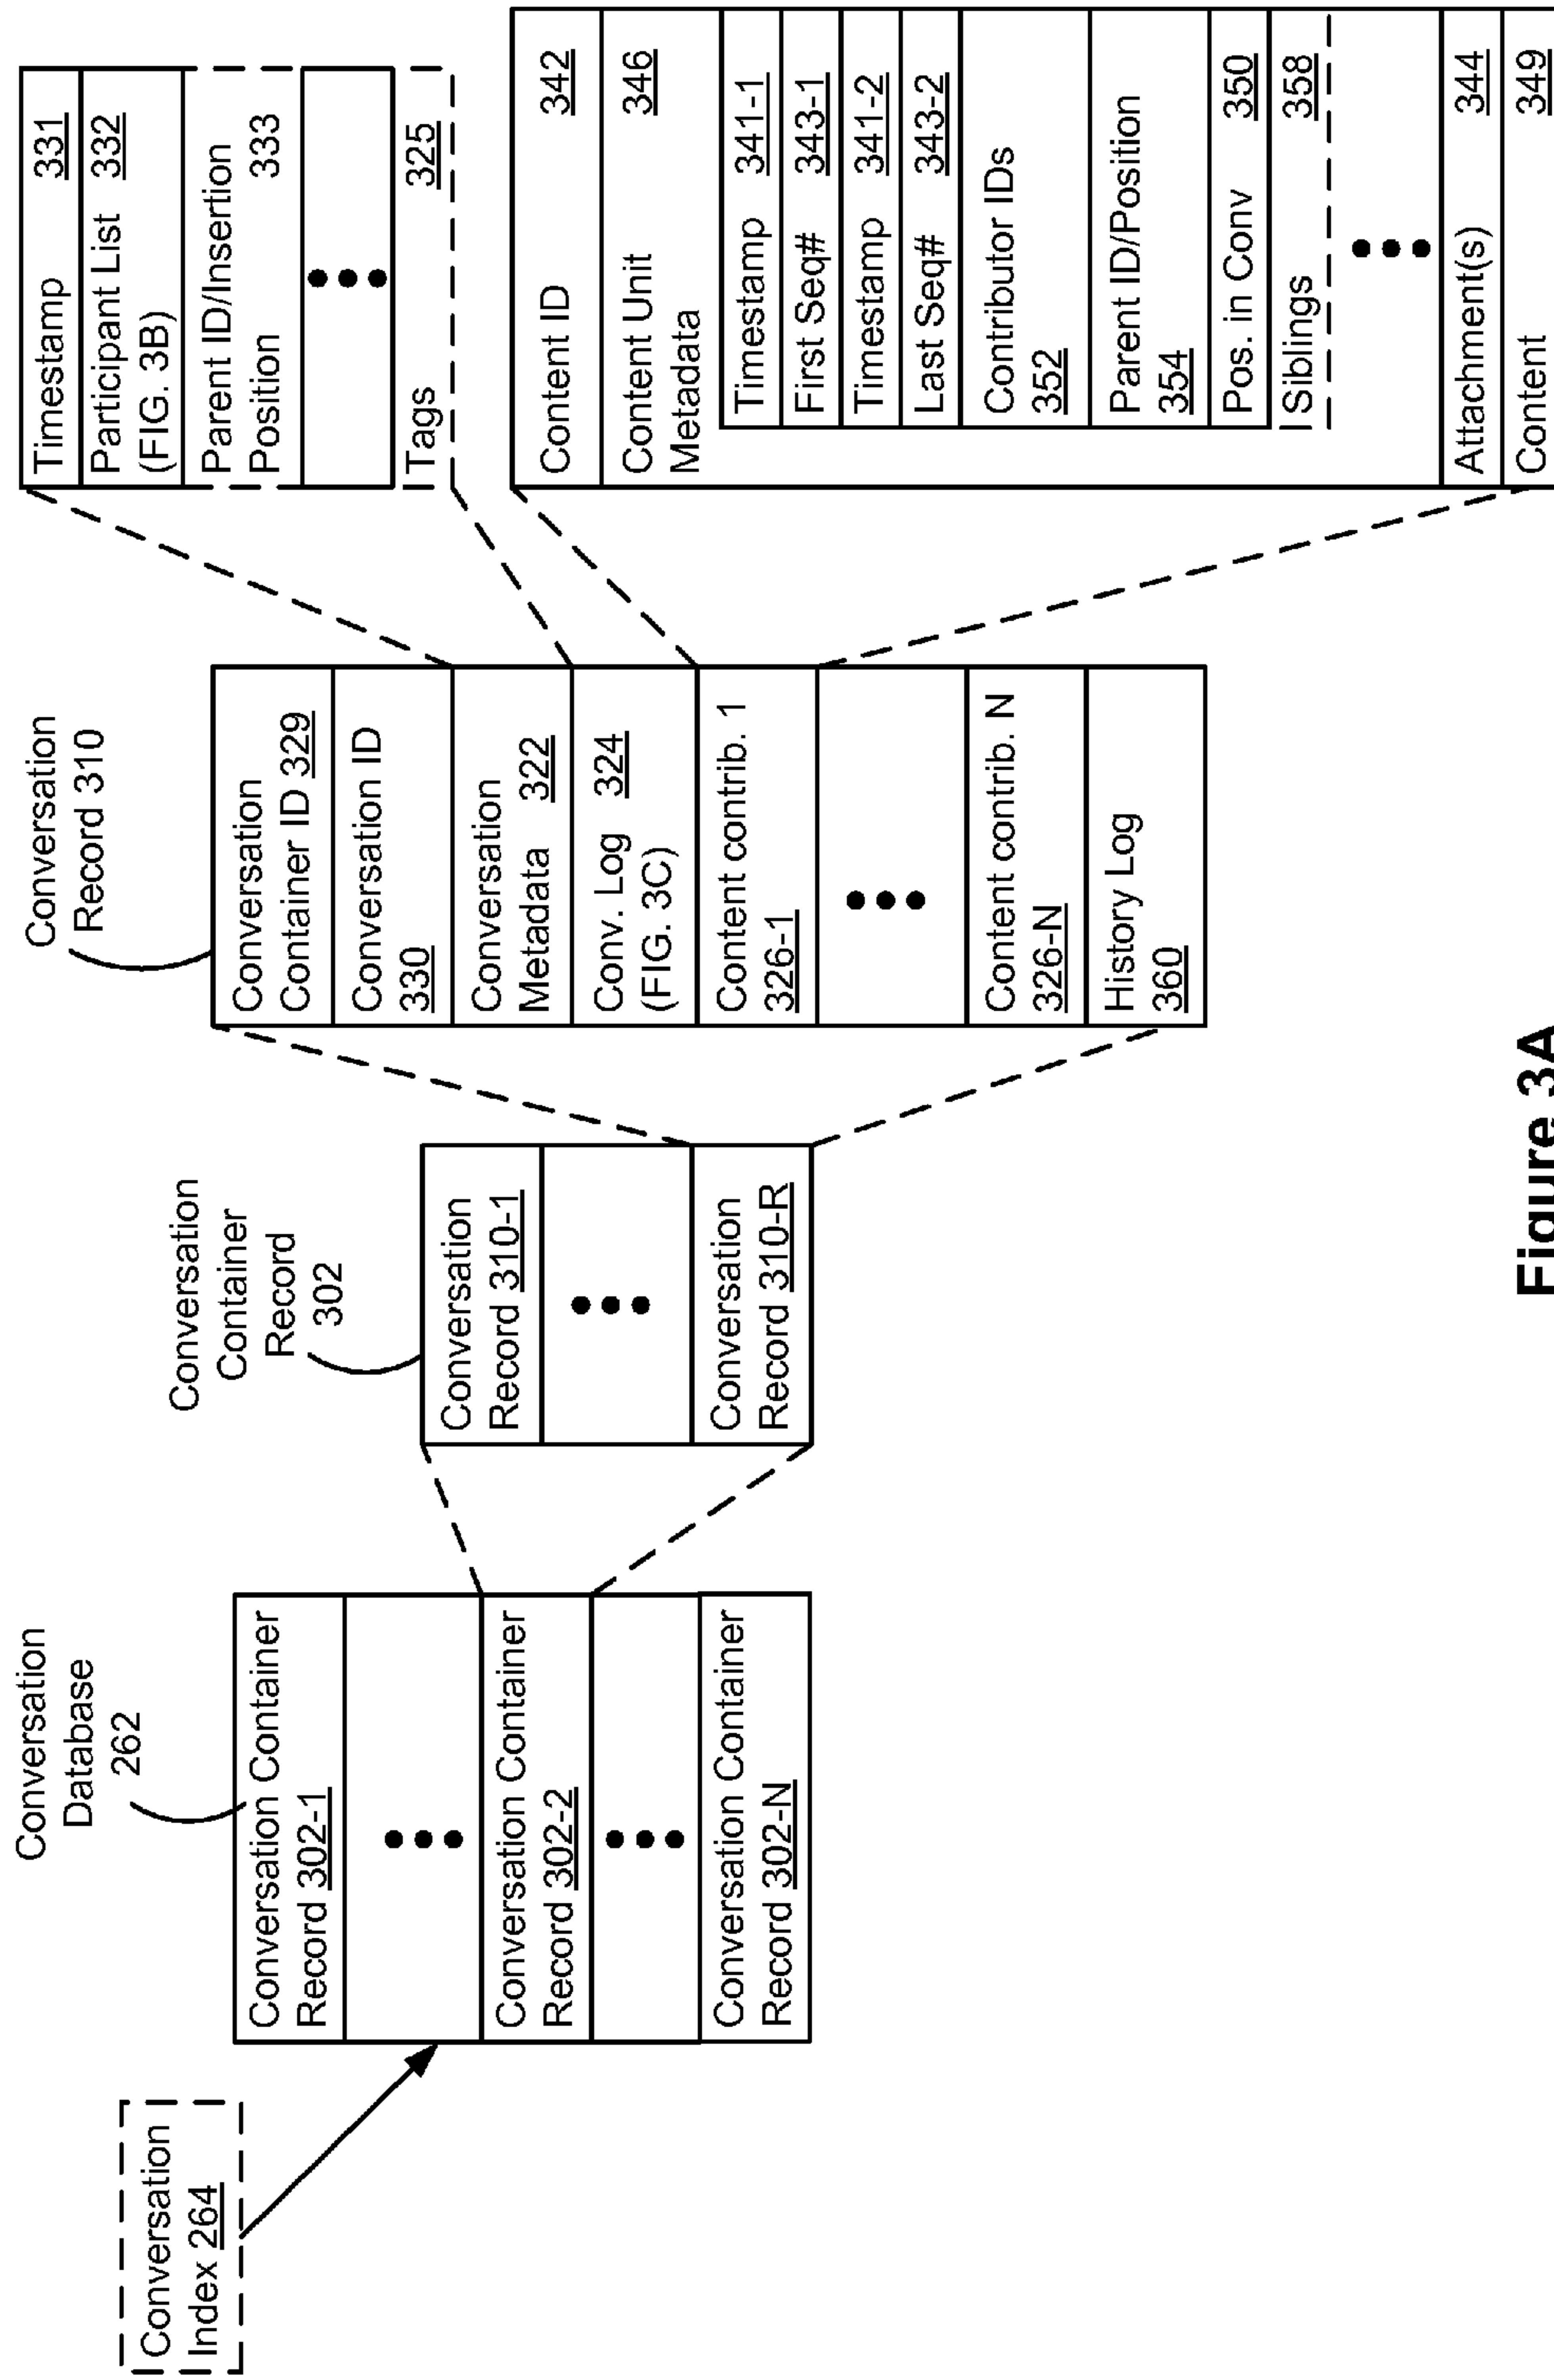 Conversation
Index 264
Conversation
Database
262
Conversation Container
Record 302-1
Conversation Container
Record 302-2
Conversation Container
Record 302-N
Conversation
Container
Record
302
Conversation
Record 310-1
Conversation
Record 310-R
Conversation
Record 310
Conversation
Container ID 329
Conversation ID
330
Conversation
Metadata 322
Conv. Log 324
(FIG. 3C)
Content contrib. 1
326-1
Content contrib. N
326-N
History Log
360
Timestamp 331
Participant List 332
(FIG. 3B)
Parent ID/Insertion
Position 333
Tags 325
Content ID 342
Content Unit 346
Metadata
Timestamp 341-1
First Seq# 343-1
Timestamp 341-2
Last Seq# 343-2
Contributor IDs
352
Parent ID/Position
354
Pos. in Conv 350
Siblings 358
Attachment(s) 344
Content 349
Figure 3A